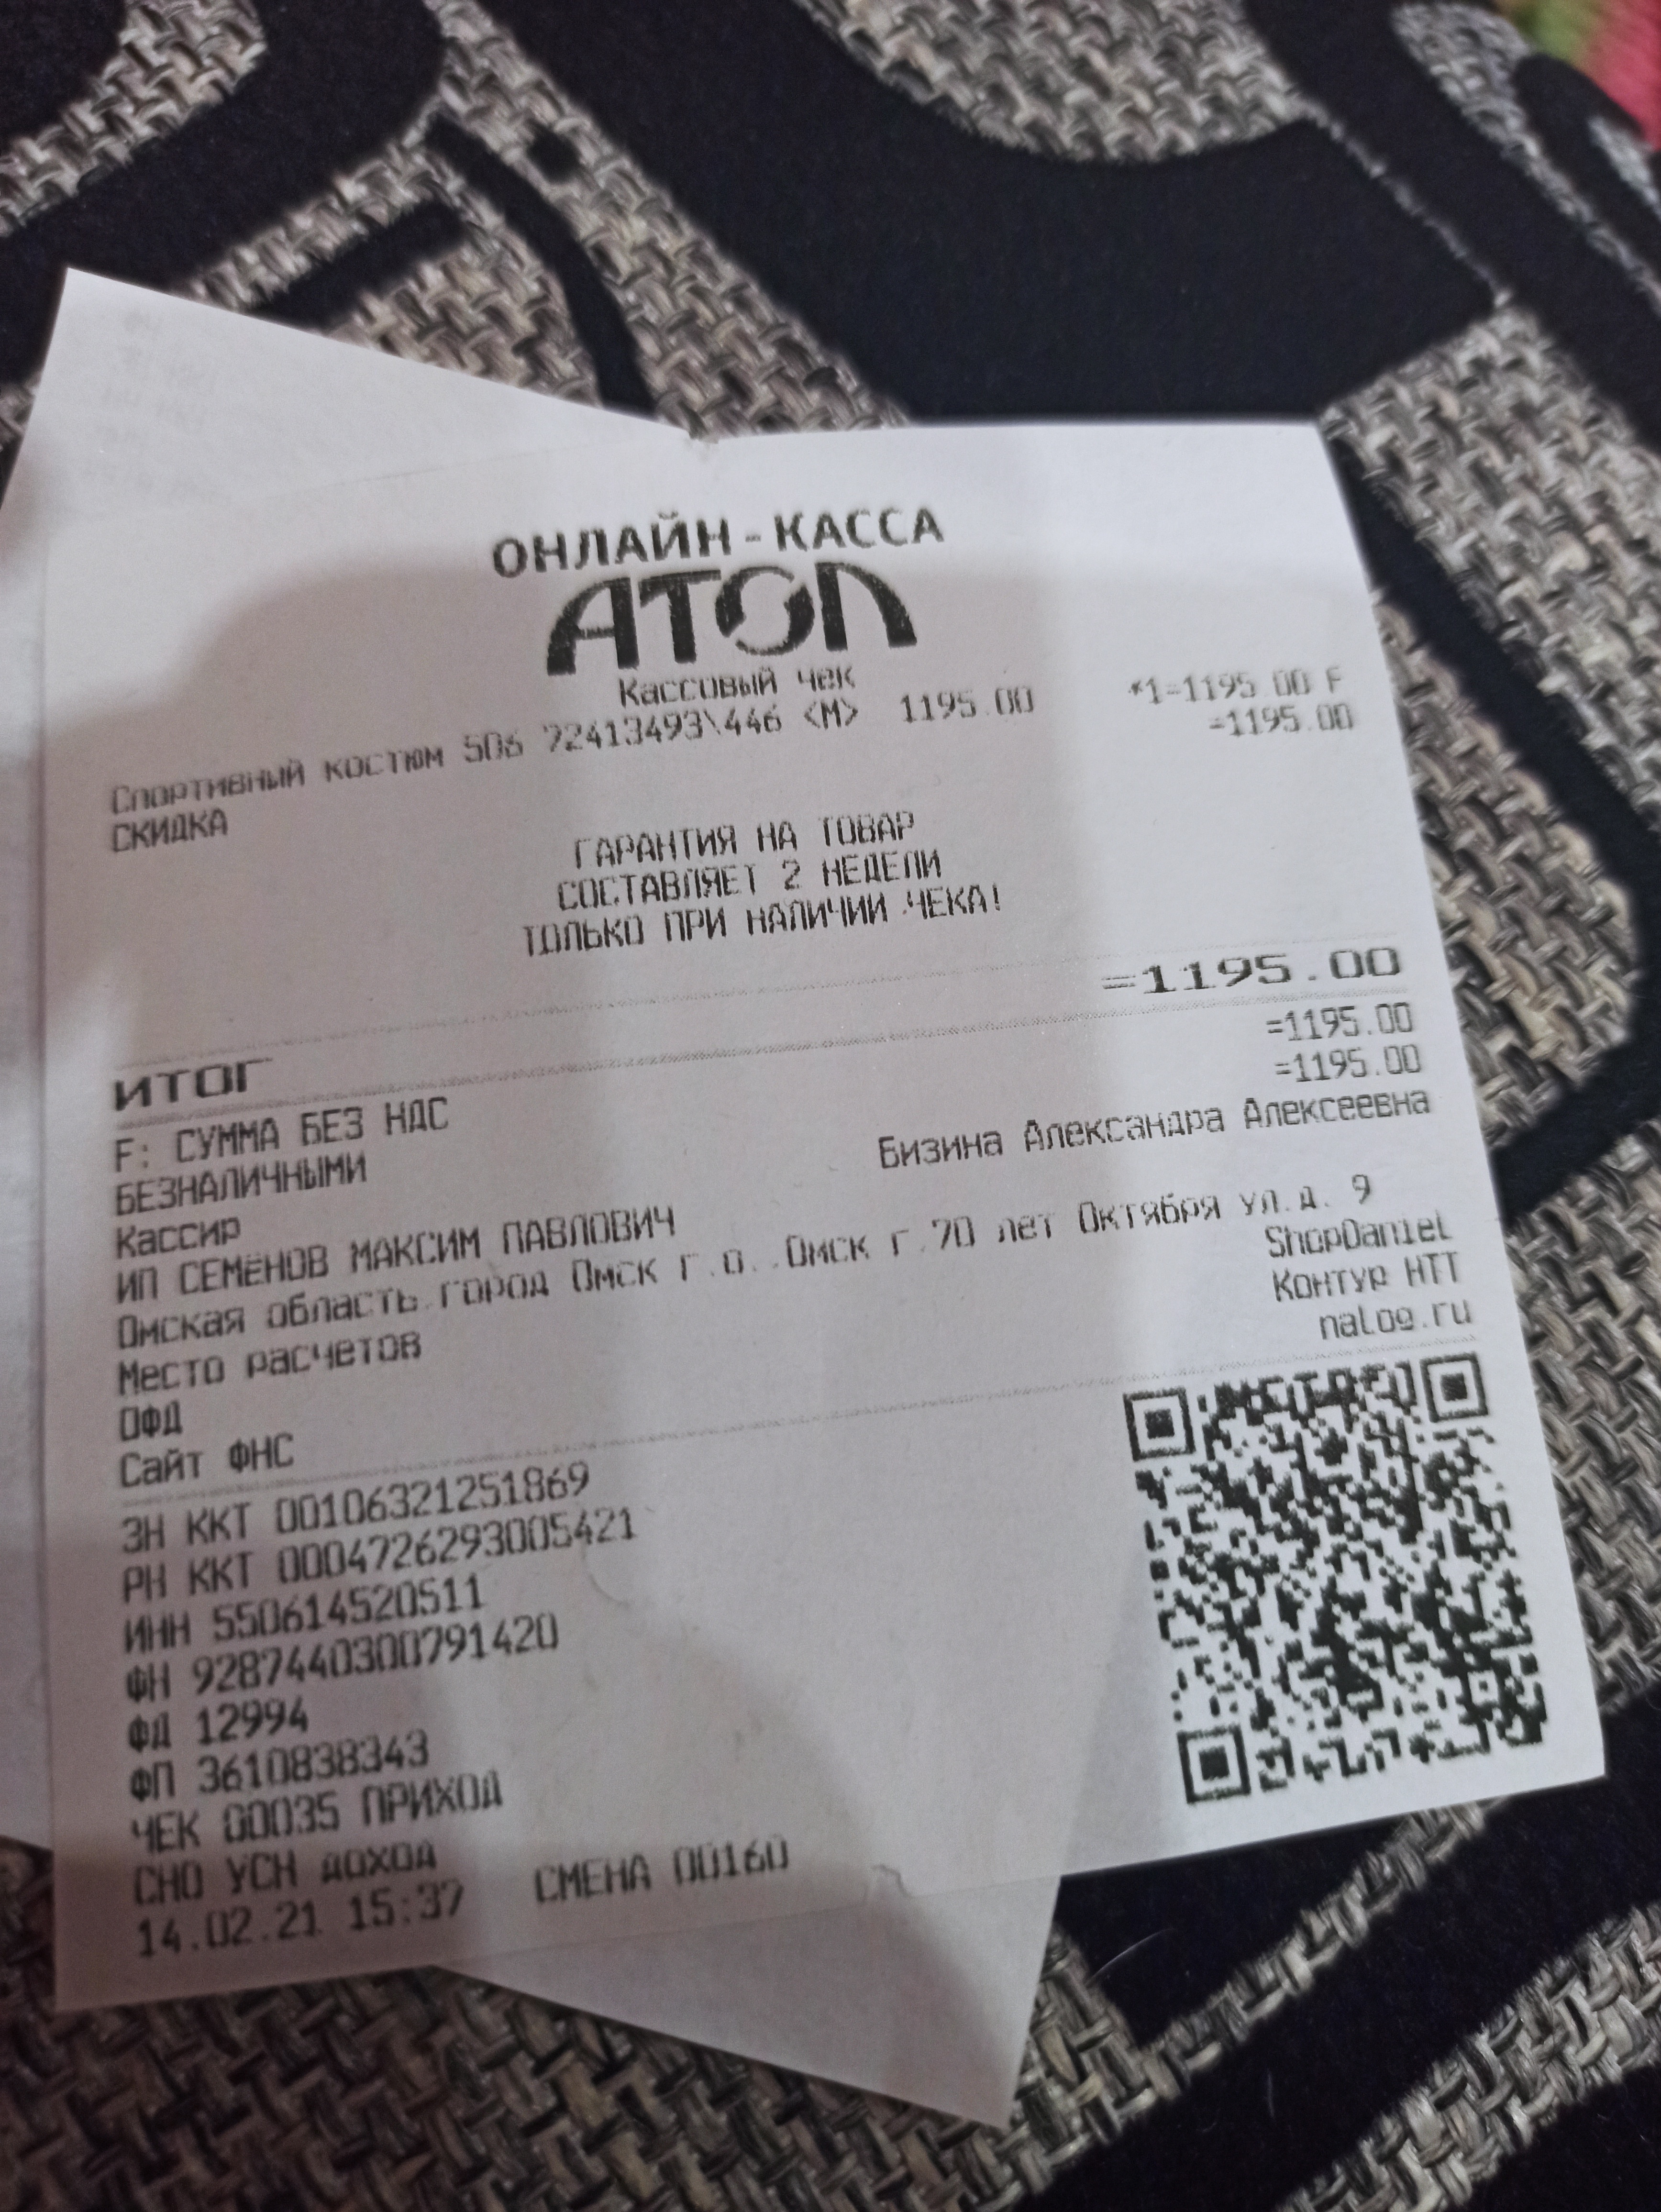 ОНЛАЙН-КАССА
АТОЛ
Кассовый чек
Спортивный костюм 506 72413493\446 <M> 1195.00 *1=1195.00 F
СКИДКА =1195.00
ГАРАНТИЯ НА ТОВАР
СОСТАВЛЯЕТ 2 НЕДЕЛИ
ТОЛЬКО ПРИ НАЛИЧИИ ЧЕКА!
ИТОГ =1195.00
F: СУММА БЕЗ НДС =1195.00
БЕЗНАЛИЧНЫМИ =1195.00
Кассир Бизина Александра Алексеевна
ИП СЕМЁНОВ МАКСИМ ПАВЛОВИЧ
Омская область,город Омск г.о.,Омск г,70 лет Октября ул,д. 9
Место расчетов ShopDaniel
ОФД Контур НТТ
Сайт ФНС nalog.ru
ЗН ККТ 00106321251869
РН ККТ 0004726293005421
ИНН 550614520511
ФН 9287440300791420
ФД 12994
ФП 3610838343
ЧЕК 00035 ПРИХОД
СНО УСН ДОХОД
14.02.21 15:37 СМЕНА 00160